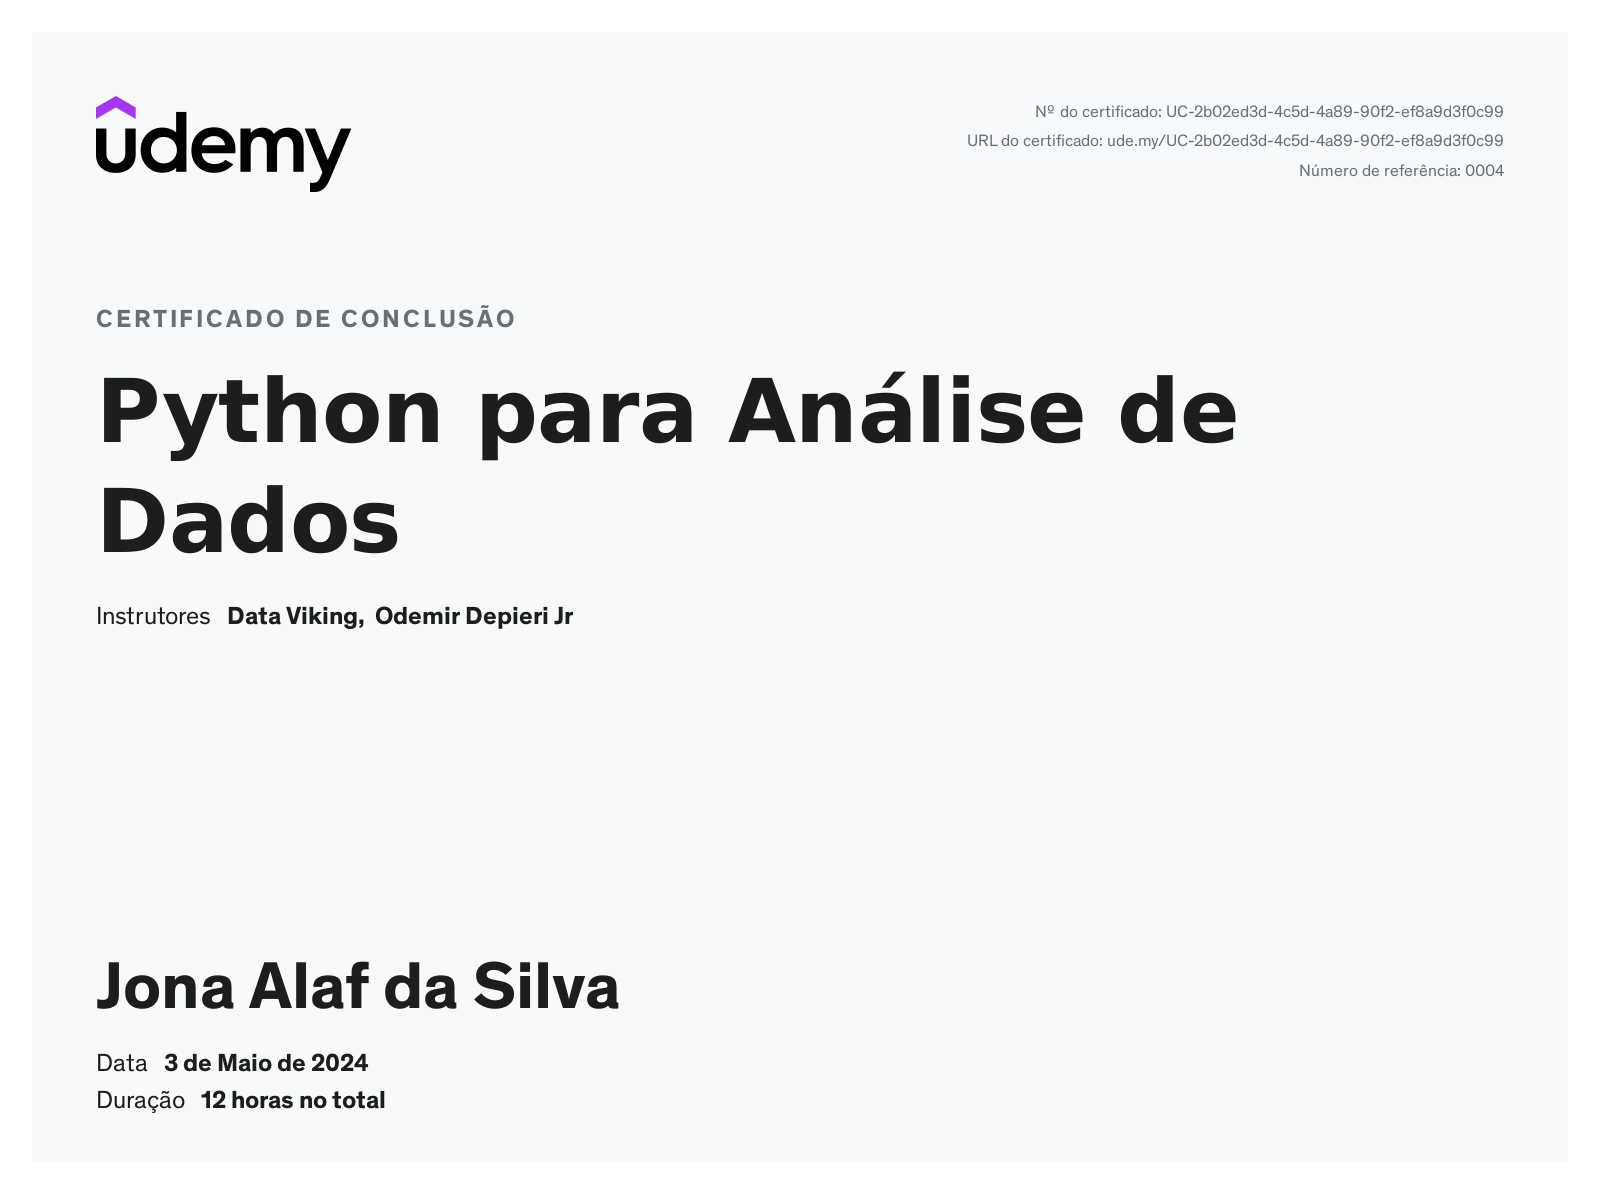 udemy
Nº do certificado: UC-2b02ed3d-4c5d-4a89-90f2-ef8a9d3f0c99
URL do certificado: ude.my/UC-2b02ed3d-4c5d-4a89-90f2-ef8a9d3f0c99
Número de referência: 0004
CERTIFICADO DE CONCLUSÃO
Python para Análise de
Dados
Instrutores Data Viking, Odemir Depieri Jr
Jona Alaf da Silva
Data 3 de Maio de 2024
Duração 12 horas no total